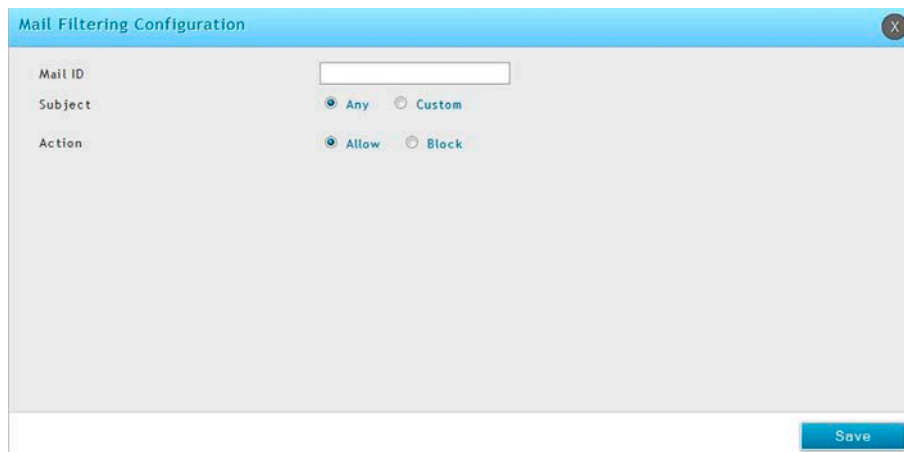 Mail Filtering Configuration
X
Mail ID
Subject Any Custom
Action Allow Block
Save